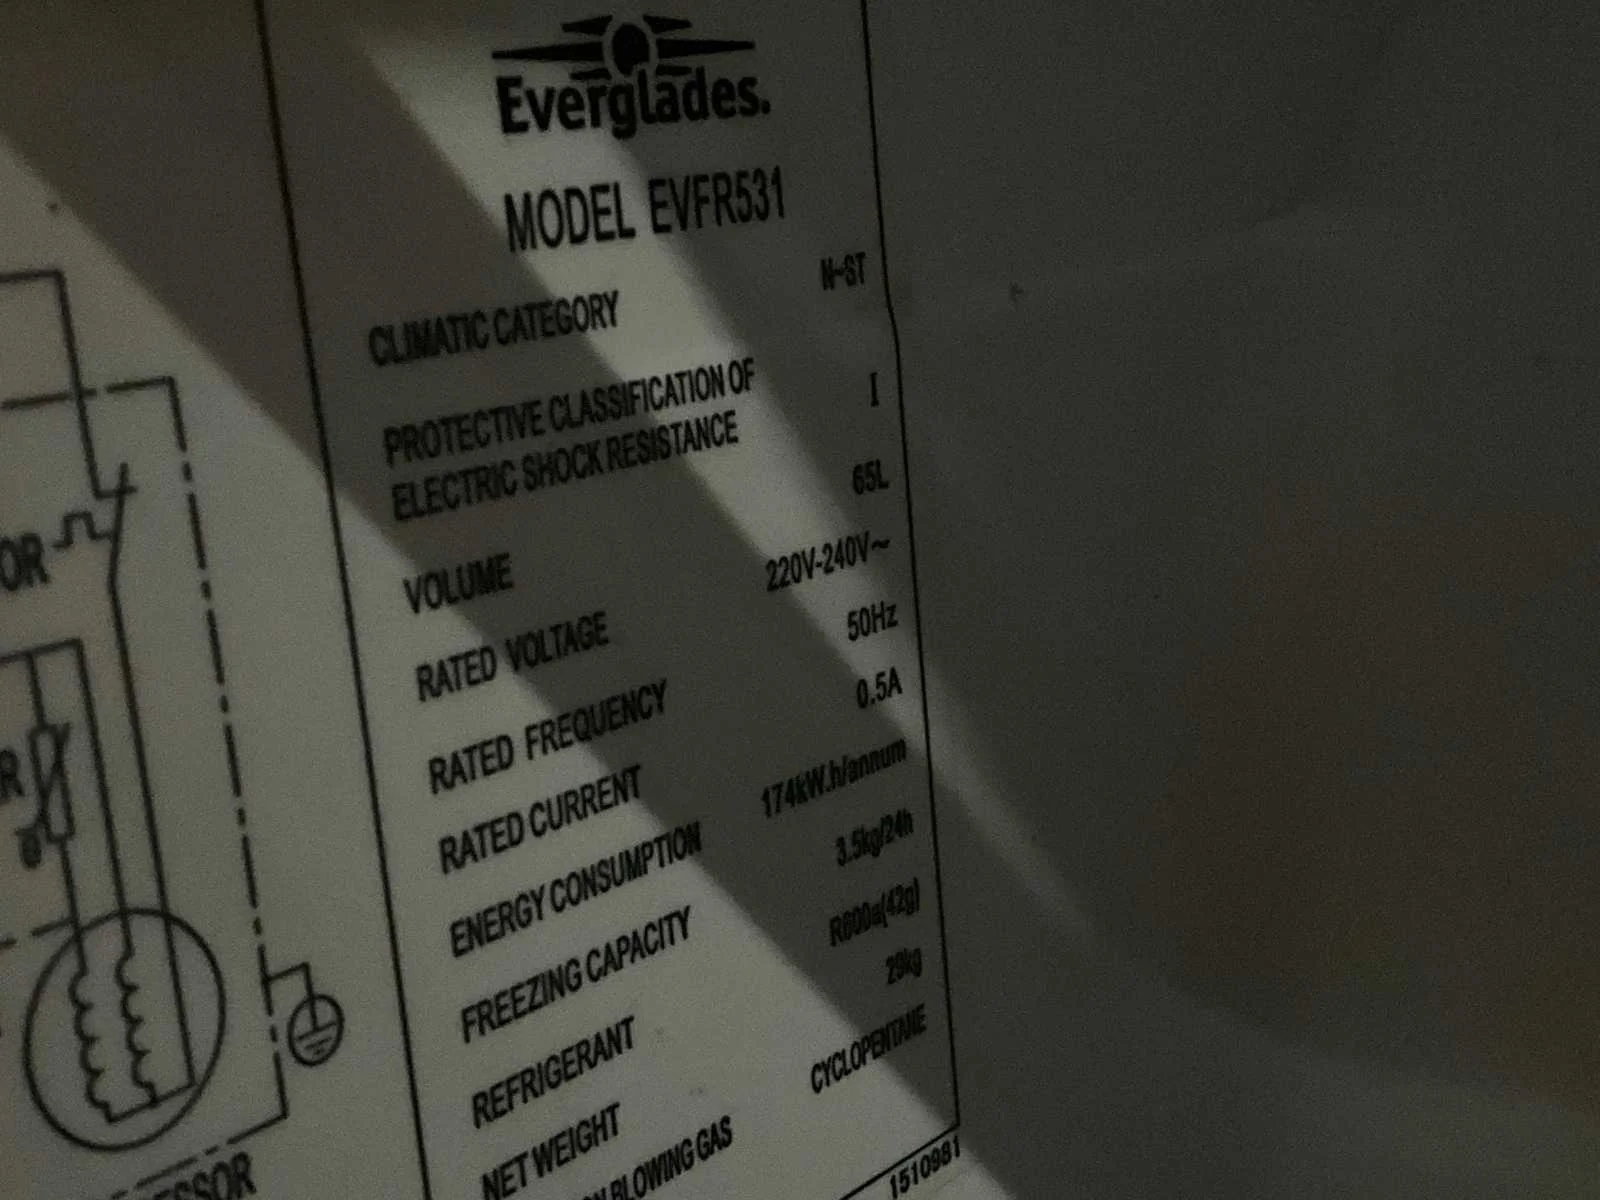 Everglades.
MODEL EVFR531
CLIMATIC CATEGORY N~ST
PROTECTIVE CLASSIFICATION OF
ELECTRIC SHOCK RESISTANCE I
VOLUME 65L
RATED VOLTAGE 220V-240V~
RATED FREQUENCY 50Hz
RATED CURRENT 0.5A
ENERGY CONSUMPTION 174kW.h/annum
FREEZING CAPACITY 3.5kg/24h
REFRIGERANT R600a(42g)
NET WEIGHT 29kg
BLOWING GAS CYCLOPENTANE
1510981
OR
R
θ
ESSOR